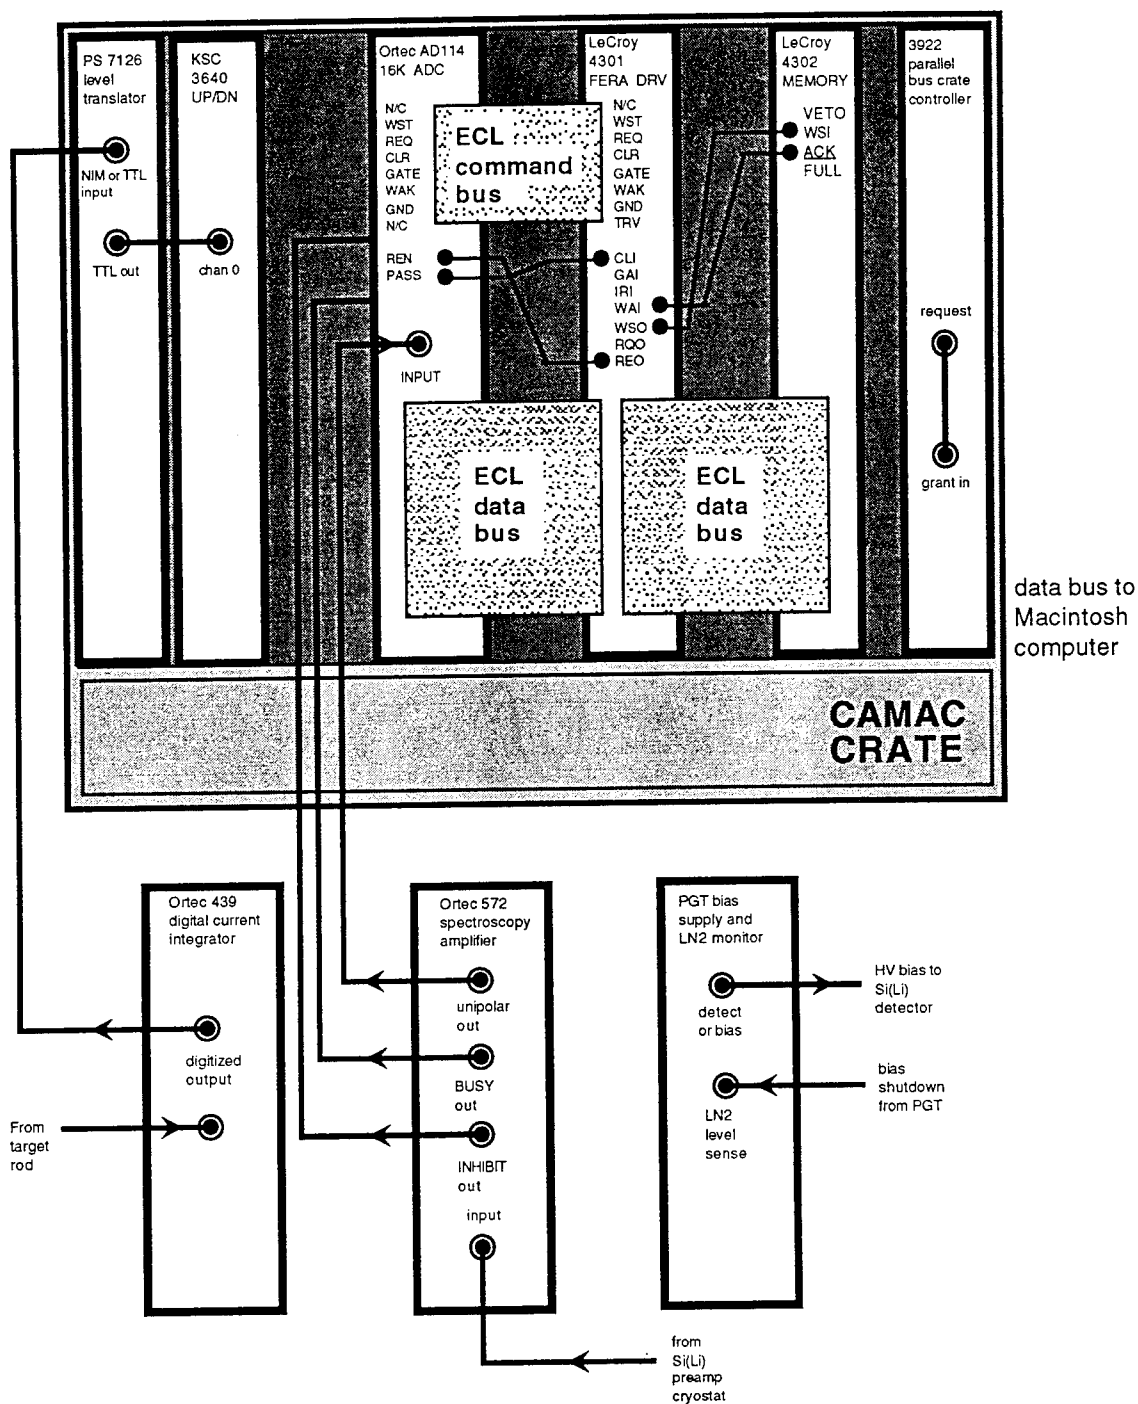 PS 7126
level
translator
NIM or TTL
input
TTL out
KSC
3640
UP/DN
chan 0
Ortec AD114
16K ADC
N/C
WST
REQ
CLR
GATE
WAK
GND
N/C
REN
PASS
INPUT
ECL
command
bus
LeCroy
4301
FERA DRV
N/C
WST
REQ
CLR
GATE
WAK
GND
TRV
CLI
GAI
IRI
WAI
WSO
RQO
REO
LeCroy
4302
MEMORY
VETO
WSI
ACK
FULL
3922
parallel
bus crate
controller
request
grant in
ECL
data
bus
ECL
data
bus
data bus to
Macintosh
computer
CAMAC
CRATE
Ortec 439
digital current
integrator
digitized
output
From
target
rod
Ortec 572
spectroscopy
amplifier
unipolar
out
BUSY
out
INHIBIT
out
input
from
Si(Li)
preamp
cryostat
PGT bias
supply and
LN2 monitor
detect
or bias
LN2
level
sense
HV bias to
Si(Li)
detector
bias
shutdown
from PGT